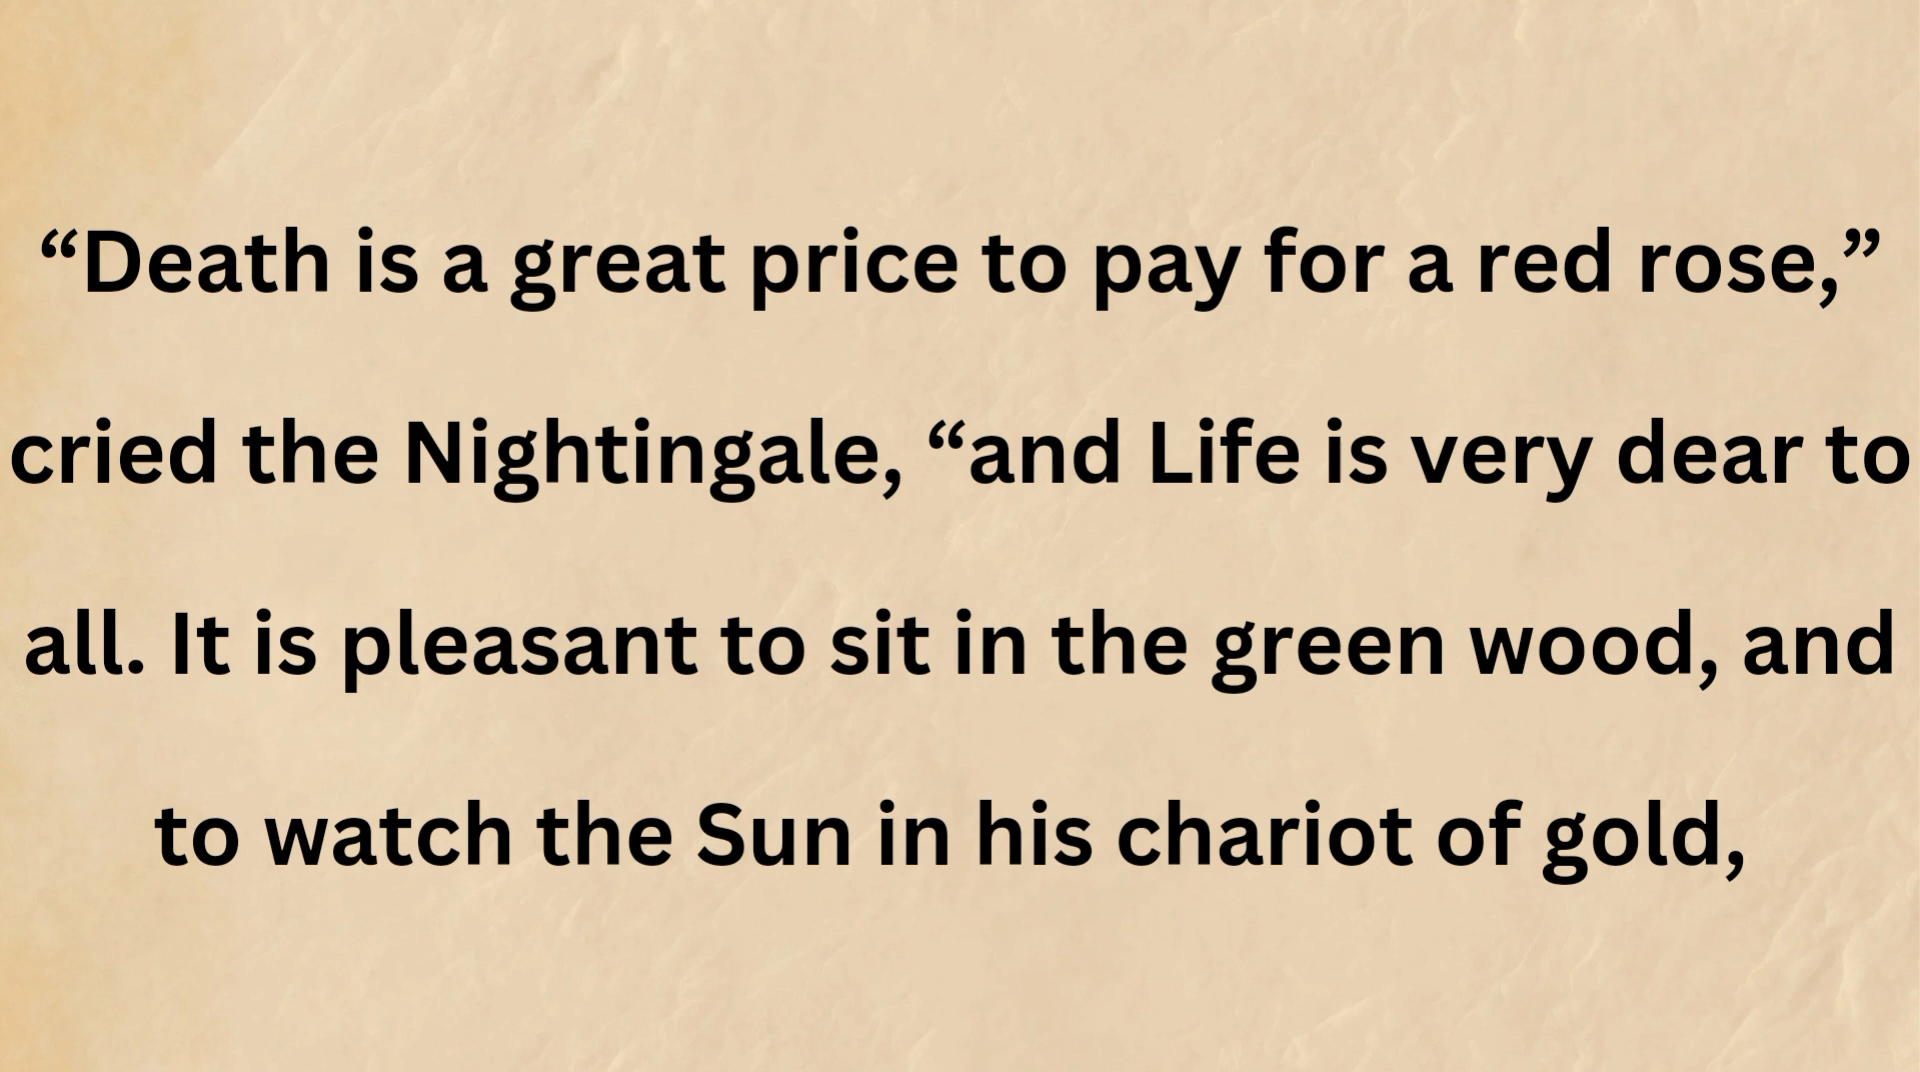 “Death is a great price to pay for a red rose,”
cried the Nightingale, “and Life is very dear to
all. It is pleasant to sit in the green wood, and
to watch the Sun in his chariot of gold,